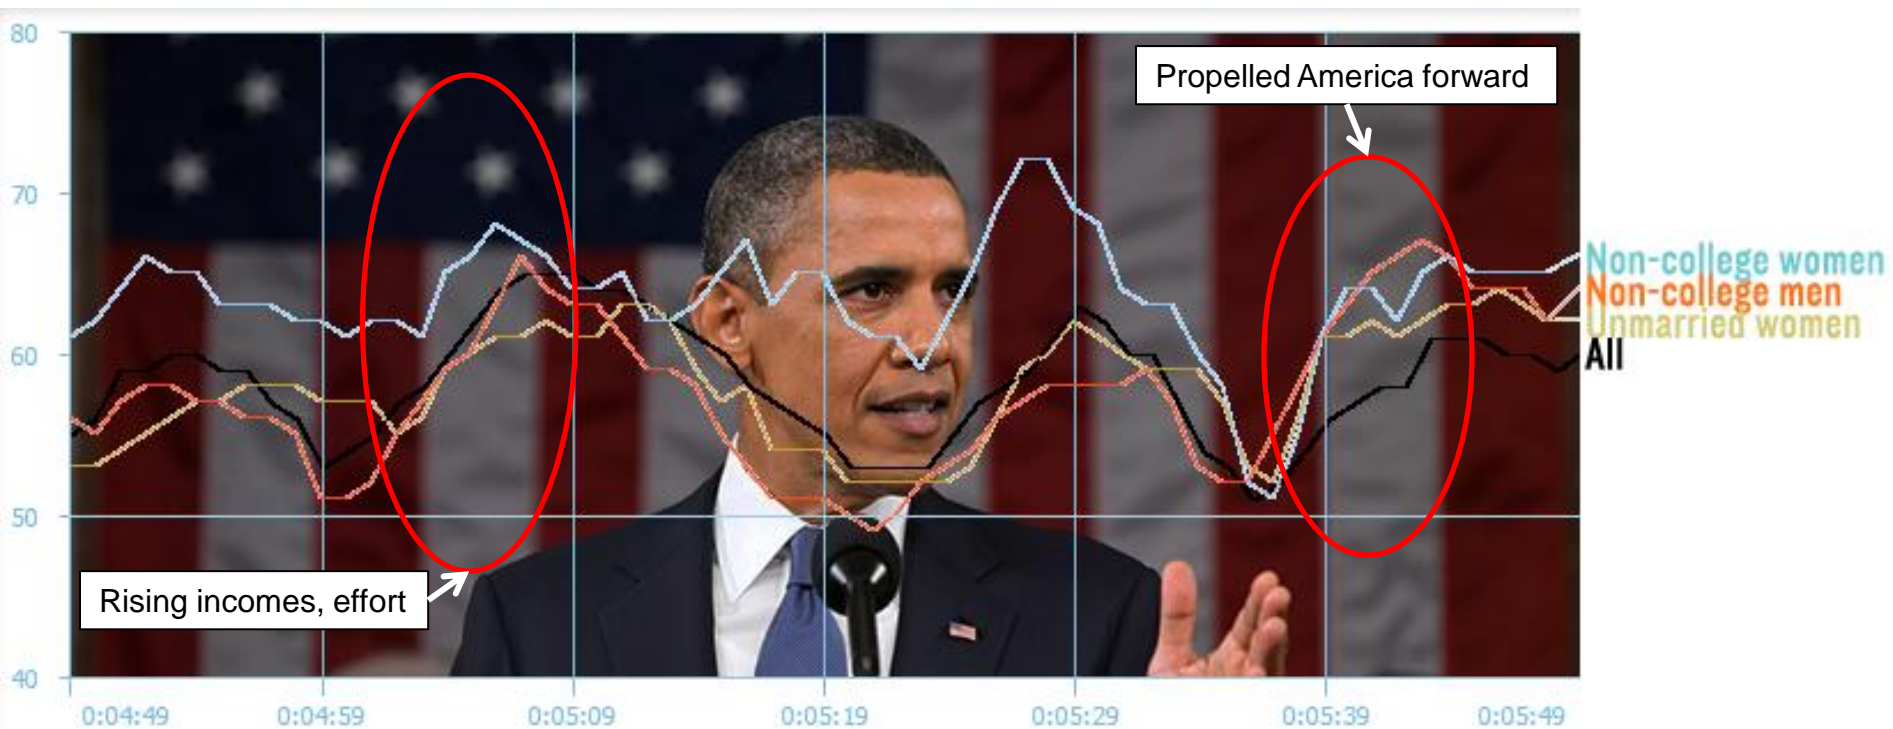 80
Propelled America forward
70
Non-college women
Non-college men
Unmarried women
60
All
50
Rising incomes, effort
40
0:04:49 0:04:59 0:05:09 0:05:19 0:05:29 0:05:39 0:05:49